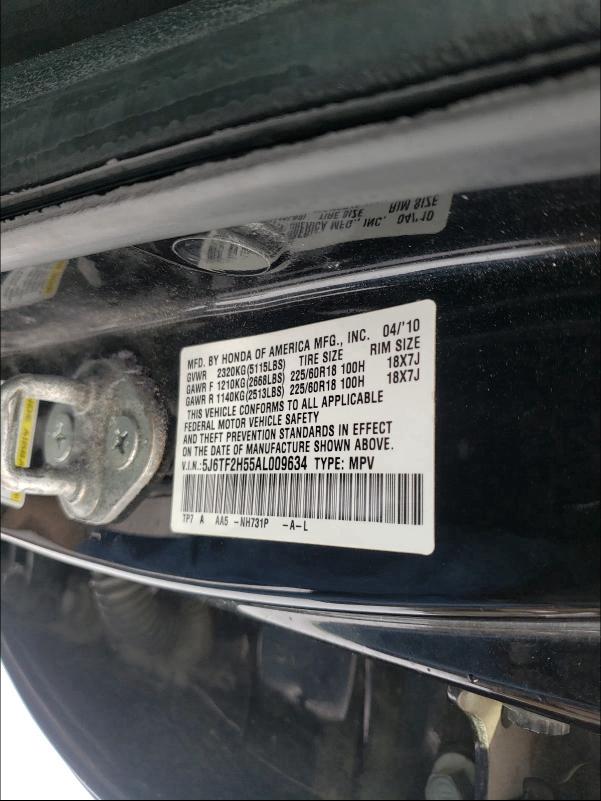 MFD. BY HONDA OF AMERICA MFG., INC. 04/'10
GVWR 2320KG(5115LBS) TIRE SIZE RIM SIZE
GAWR F 1210KG(2668LBS) 225/60R18 100H 18X7J
GAWR R 1140KG(2513LBS) 225/60R18 100H 18X7J
THIS VEHICLE CONFORMS TO ALL APPLICABLE
FEDERAL MOTOR VEHICLE SAFETY
AND THEFT PREVENTION STANDARDS IN EFFECT
ON THE DATE OF MANUFACTURE SHOWN ABOVE.
V.I.N.: 5J6TF2H55AL009634 TYPE: MPV
TP7 A AA5 -NH731P -A-L